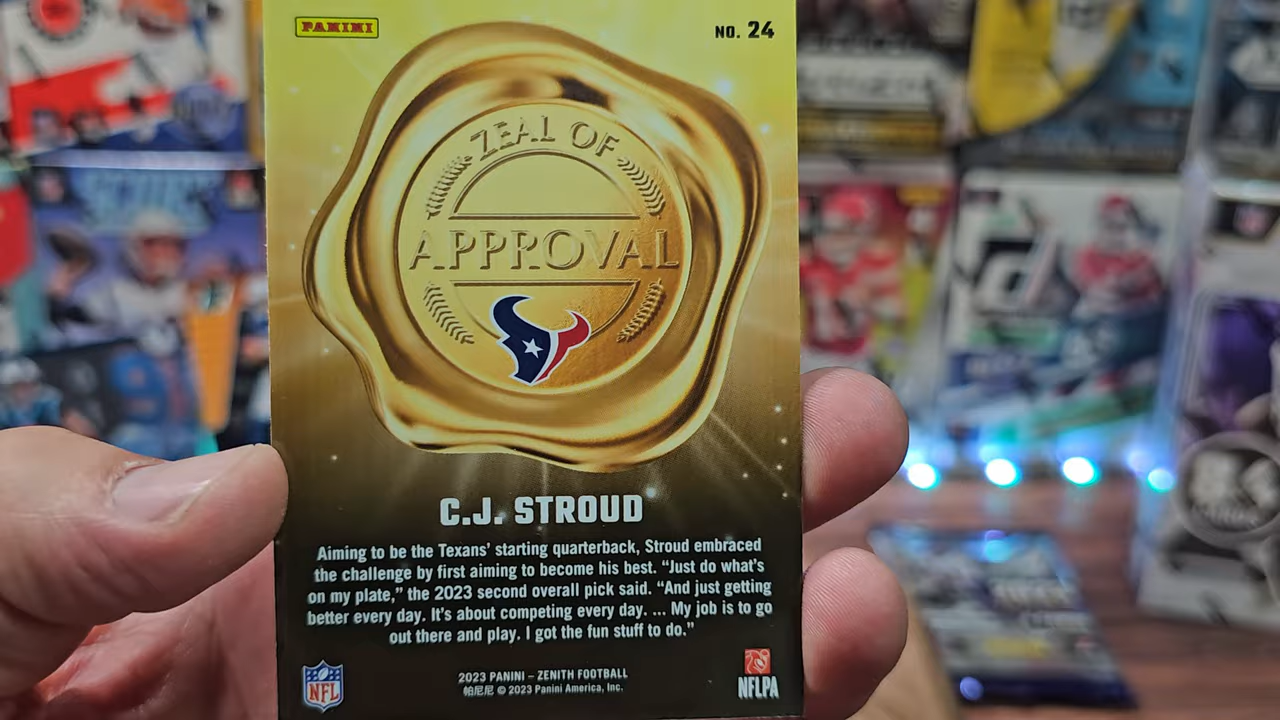 PANINI
NO. 24
ZEAL OF
APPROVAL
C.J. STROUD
Aiming to be the Texans' starting quarterback, Stroud embraced
the challenge by first aiming to become his best. “Just do what's
on my plate,” the 2023 second overall pick said. “And just getting
better every day. It's about competing every day. ... My job is to go
out there and play. I got the fun stuff to do.”
NFL
2023 PANINI – ZENITH FOOTBALL
帕尼尼 © 2023 Panini America, Inc.
NFLPA